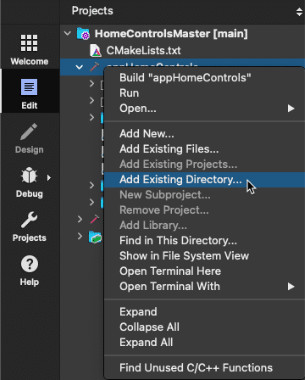 Projects
HomeControlsMaster [main]
CMakeLists.txt
appHomeControls
Welcome
Edit
Design
Debug
Projects
Help
Build "appHomeControls"
Run
Open...
Add New...
Add Existing Files...
Add Existing Projects...
Add Existing Directory...
New Subproject...
Remove Project...
Add Library...
Find in This Directory...
Show in File System View
Open Terminal Here
Open Terminal With
Expand
Collapse All
Expand All
Find Unused C/C++ Functions